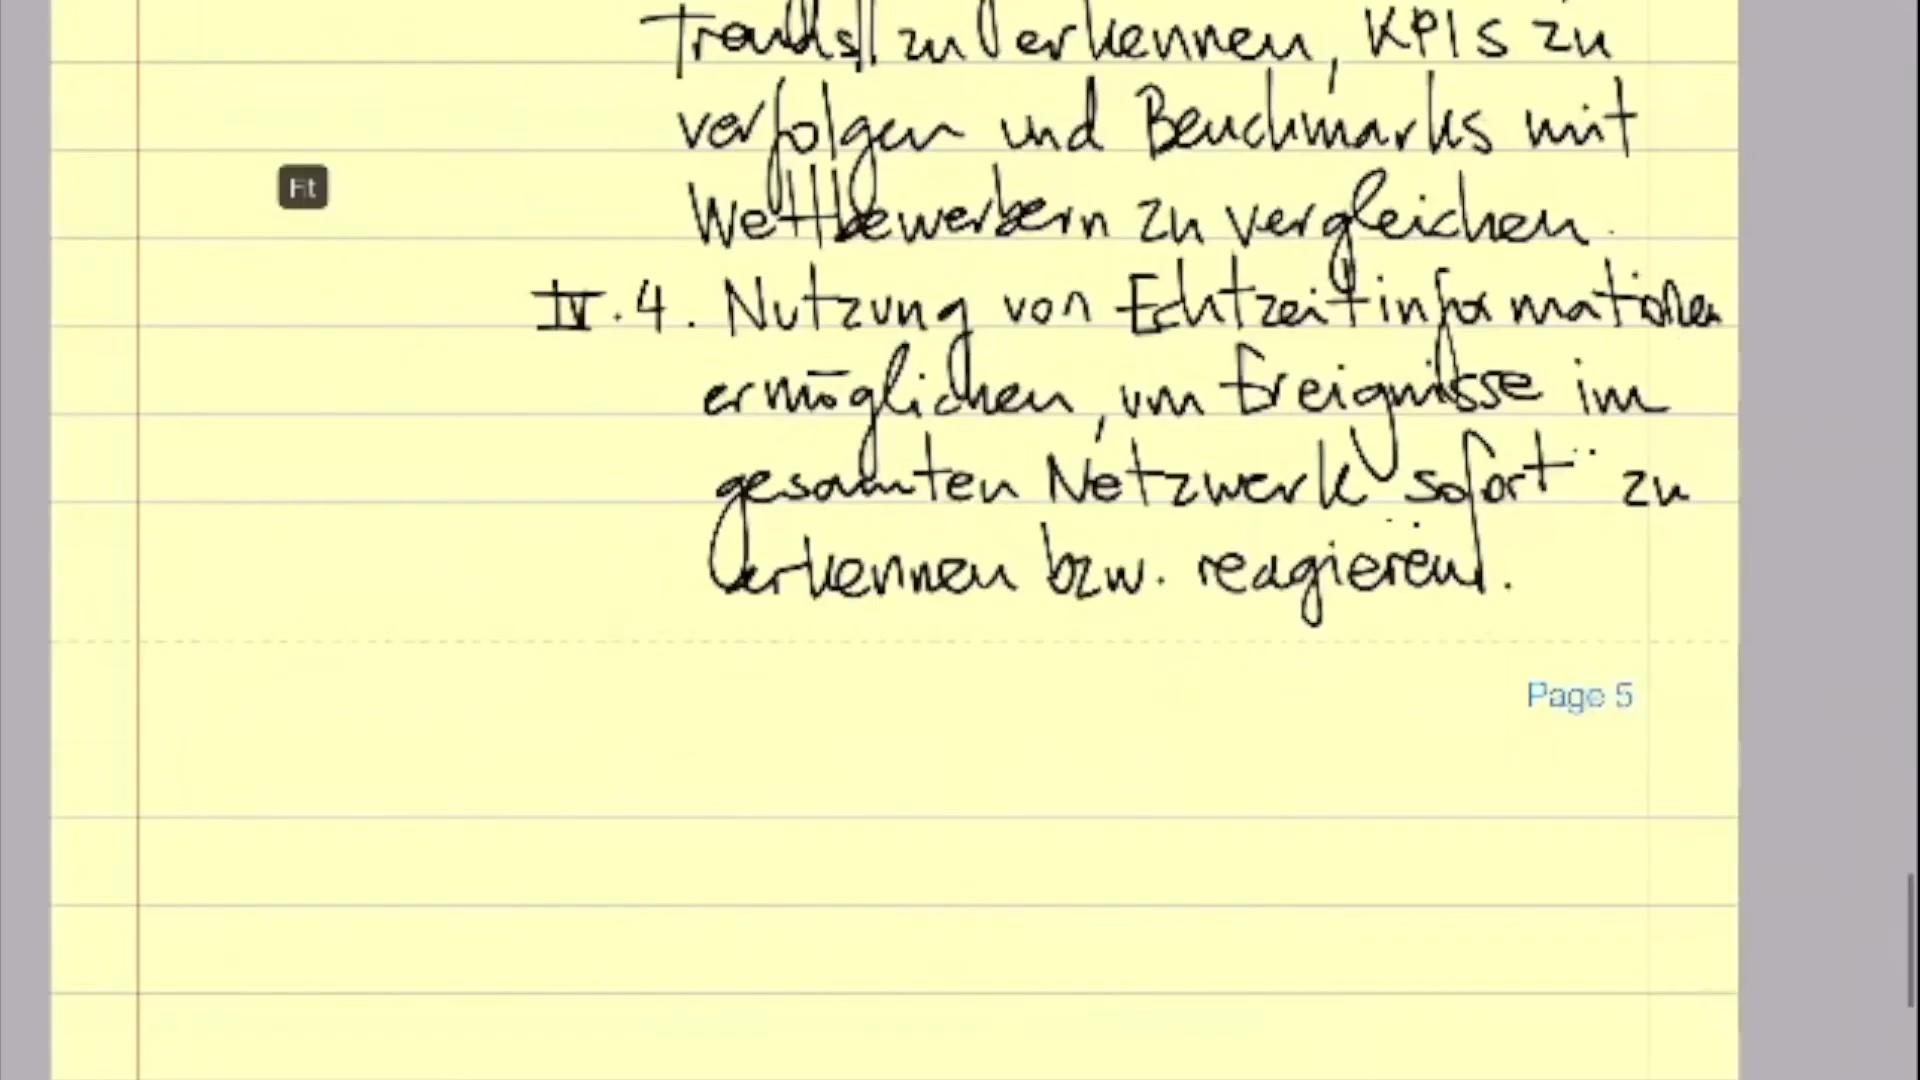 Trends zu erkennen, KPIs zu
verfolgen und Benchmarks mit
Fit
Wettbewerbern zu vergleichen.
IV.4. Nutzung von Echtzeitinformationen
ermöglichen, um Ereignisse im
gesamten Netzwerk sofort zu
erkennen bzw. reagieren.
Page 5